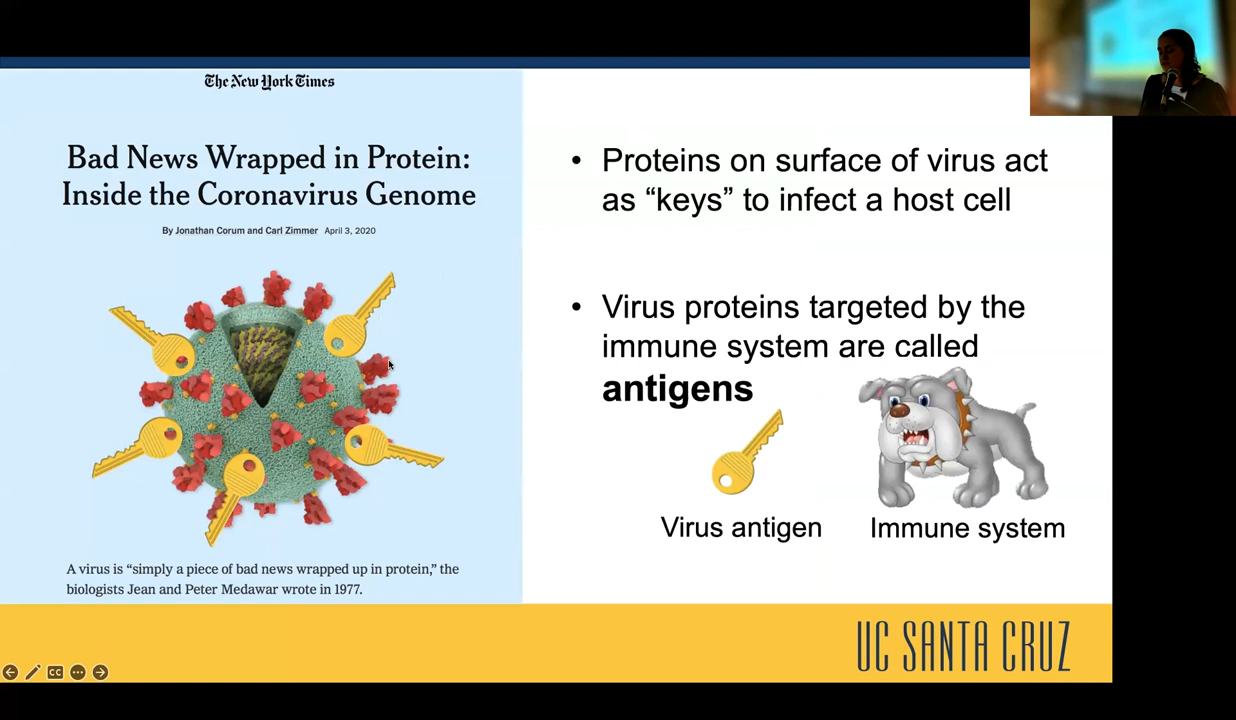 The New York Times
Bad News Wrapped in Protein:
Inside the Coronavirus Genome
By Jonathan Corum and Carl Zimmer April 3, 2020
A virus is “simply a piece of bad news wrapped up in protein,” the
biologists Jean and Peter Medawar wrote in 1977.
• Proteins on surface of virus act
as “keys” to infect a host cell
• Virus proteins targeted by the
immune system are called
antigens
Virus antigen
Immune system
UC SANTA CRUZ
CC